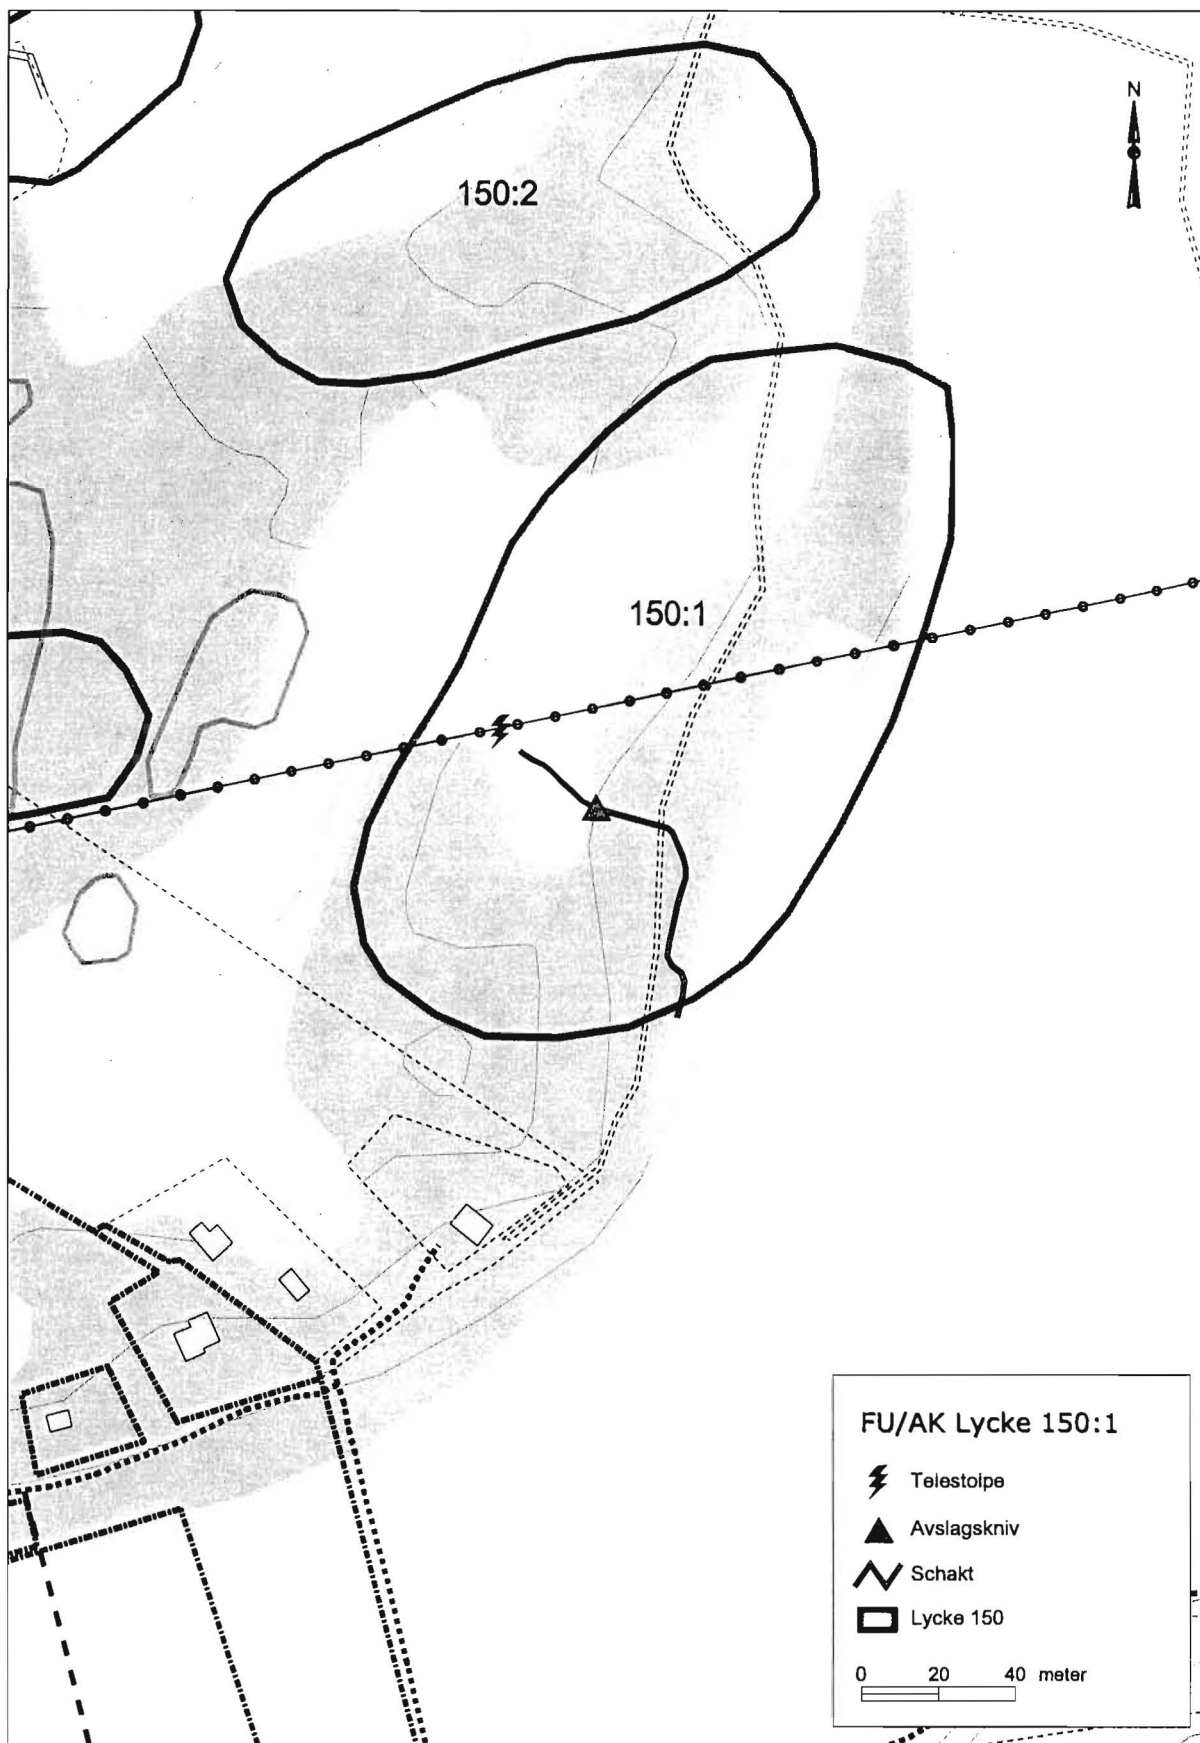 N
150:2
150:1
FU/AK Lycke 150:1
Telestolpe
Avslagskniv
Schakt
Lycke 150
0 20 40 meter